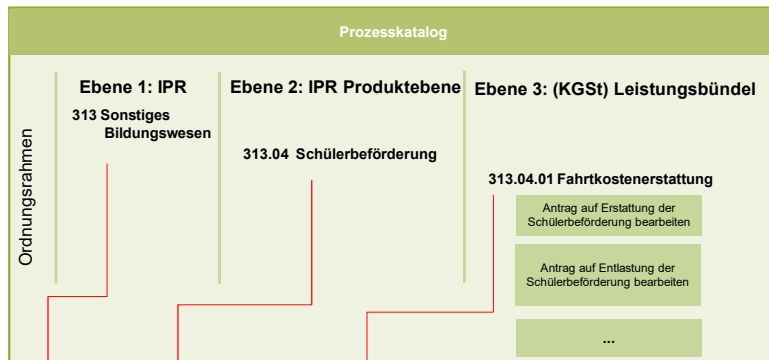 Prozesskatalog
Ordnungsrahmen
Ebene 1: IPR
313 Sonstiges
Bildungswesen
Ebene 2: IPR Produktebene
313.04 Schülerbeförderung
Ebene 3: (KGSt) Leistungsbündel
313.04.01 Fahrtkostenerstattung
Antrag auf Erstattung der
Schülerbeförderung bearbeiten
Antrag auf Entlastung der
Schülerbeförderung bearbeiten
...